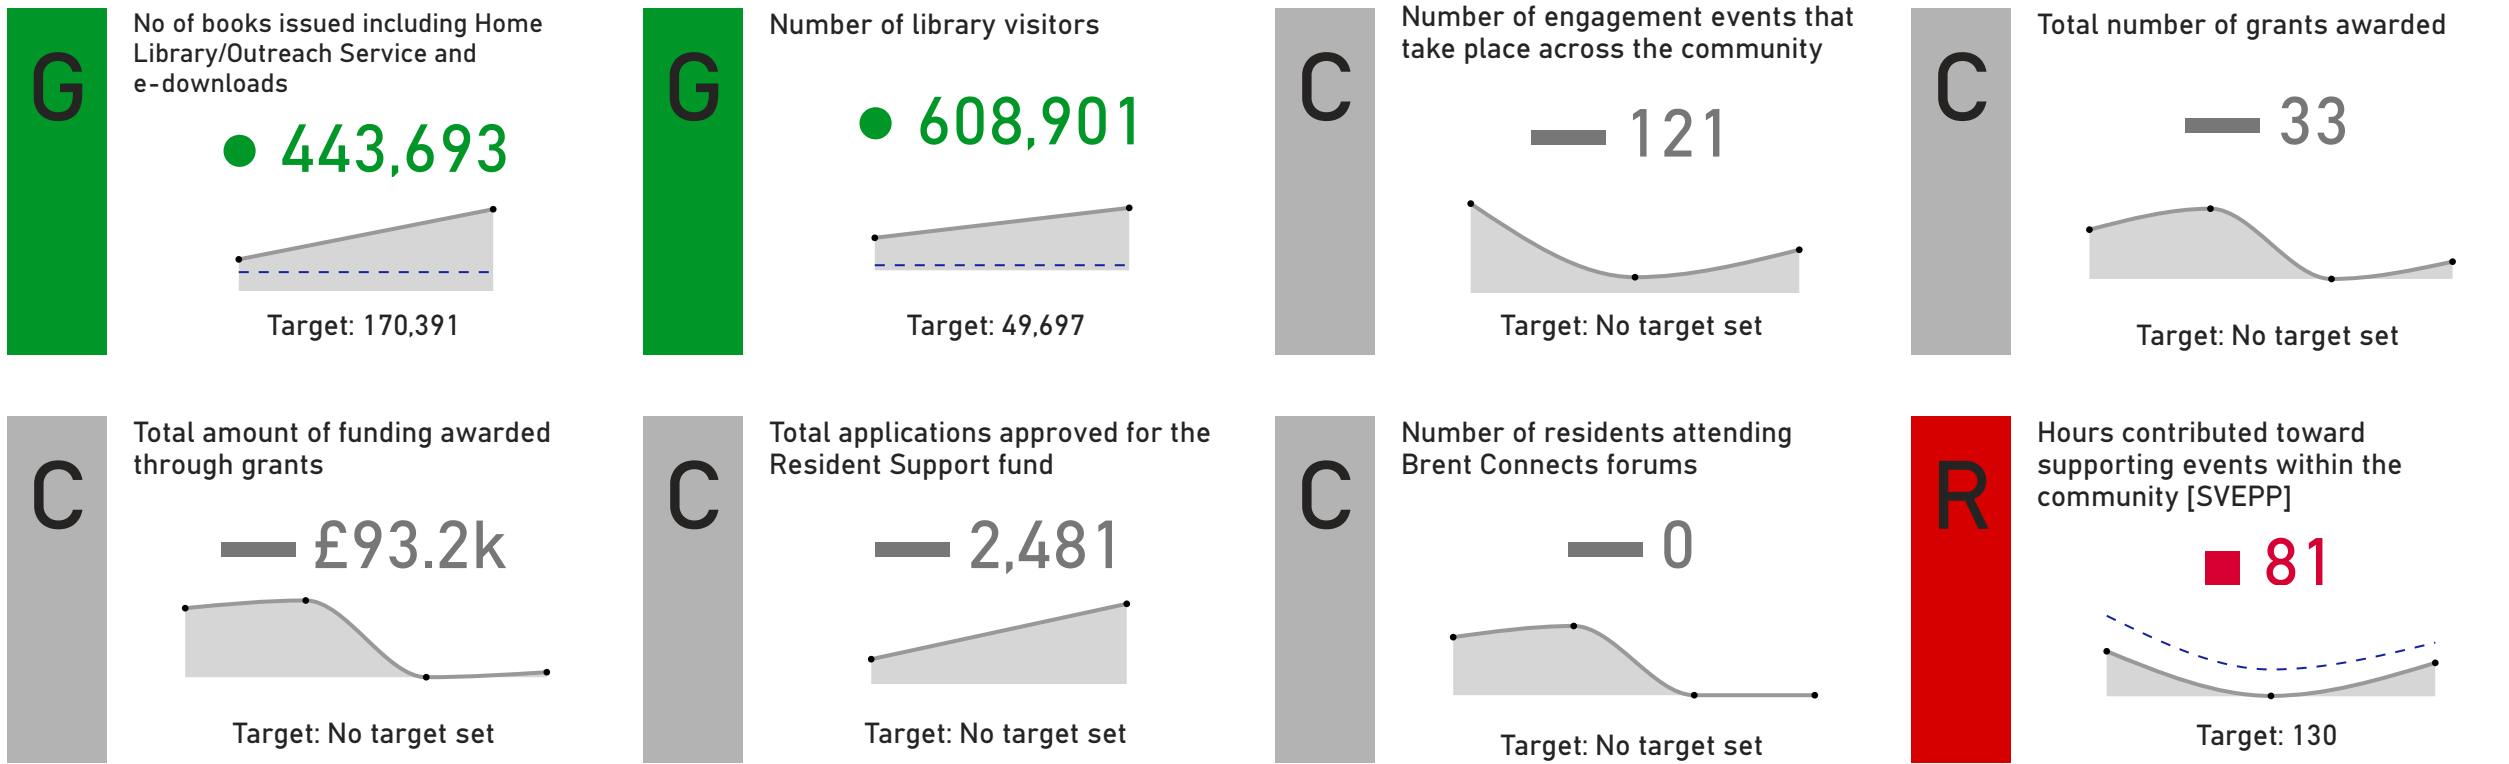 G
No of books issued including Home
Library/Outreach Service and
e-downloads
443,693
Target: 170,391
G
Number of library visitors
608,901
Target: 49,697
C
Number of engagement events that
take place across the community
121
Target: No target set
C
Total number of grants awarded
33
Target: No target set
C
Total amount of funding awarded
through grants
£93.2k
Target: No target set
C
Total applications approved for the
Resident Support fund
2,481
Target: No target set
C
Number of residents attending
Brent Connects forums
0
Target: No target set
R
Hours contributed toward
supporting events within the
community [SVEPP]
81
Target: 130